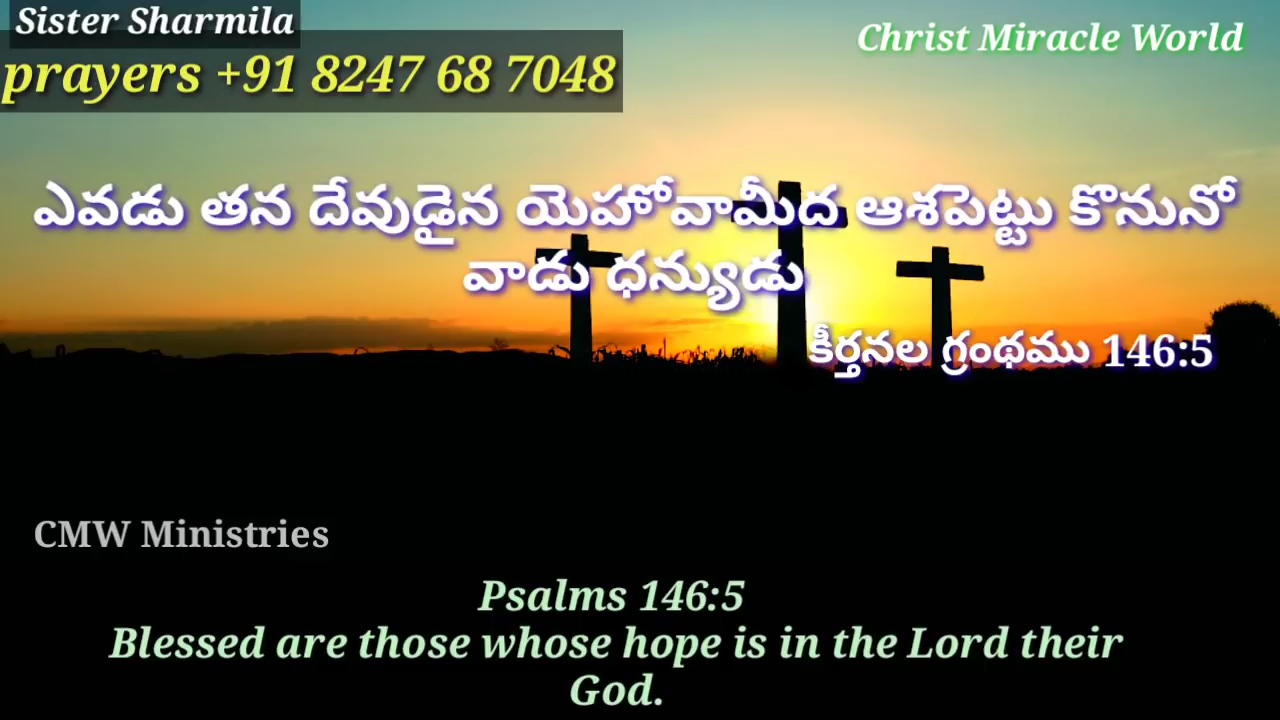 Sister Sharmila
prayers +91 8247 68 7048
Christ Miracle World
ఎవడు తన దేవుడైన యెహోవామీద ఆశపెట్టు కొనునో
వాడు ధన్యుడు
కీర్తనల గ్రంథము 146:5
CMW Ministries
Psalms 146:5
Blessed are those whose hope is in the Lord their
God.